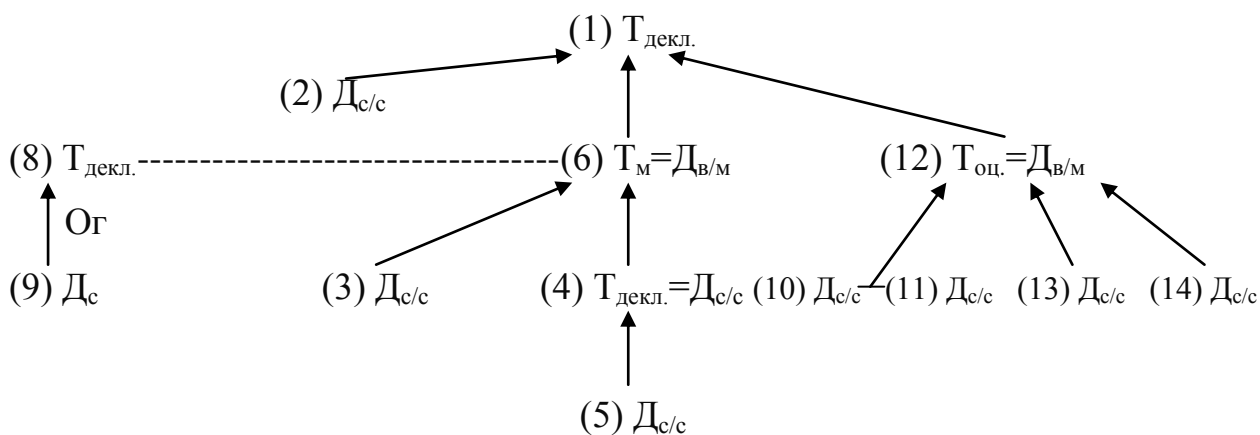 (1) Тдекл.
(2) Дс/с
(8) Тдекл. (6) Тм=Дв/м (12) Точ.=Дв/м
Ог
(9) Дс (3) Дс/с (4) Тдекл.=Дс/с (10) Дс/с (11) Дс/с (13) Дс/с (14) Дс/с
(5) Дс/с